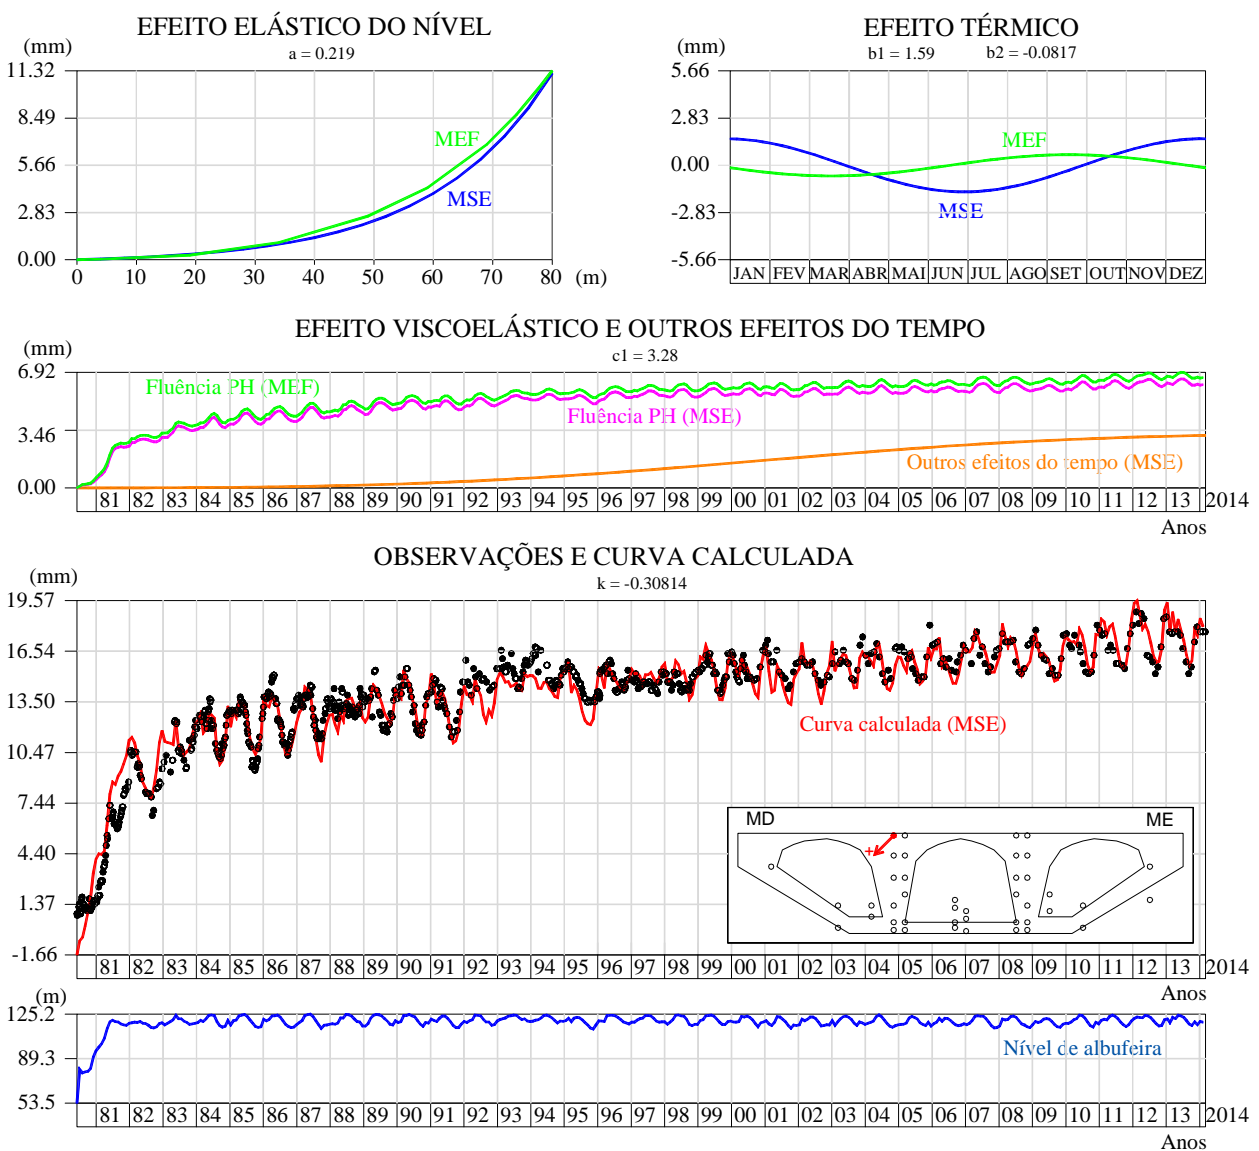 EFEITO ELÁSTICO DO NÍVEL
(mm)
a = 0.219
11.32
8.49
5.66
2.83
0.00
MEF
MSE
0 10 20 30 40 50 60 70 80 (m)
EFEITO TÉRMICO
(mm)
b1 = 1.59 b2 = -0.0817
5.66
2.83
0.00
-2.83
-5.66
MEF
MSE
JAN FEV MAR ABR MAI JUN JUL AGO SET OUT NOV DEZ
EFEITO VISCOELÁSTICO E OUTROS EFEITOS DO TEMPO
(mm)
c1 = 3.28
6.92
3.46
0.00
Fluência PH (MEF)
Fluência PH (MSE)
Outros efeitos do tempo (MSE)
81 82 83 84 85 86 87 88 89 90 91 92 93 94 95 96 97 98 99 00 01 02 03 04 05 06 07 08 09 10 11 12 13 2014
Anos
OBSERVAÇÕES E CURVA CALCULADA
(mm)
k = -0.30814
19.57
16.54
13.50
10.47
7.44
4.40
1.37
-1.66
Curva calculada (MSE)
MD ME
81 82 83 84 85 86 87 88 89 90 91 92 93 94 95 96 97 98 99 00 01 02 03 04 05 06 07 08 09 10 11 12 13 2014
Anos
(m)
125.2
89.3
53.5
Nível de albufeira
81 82 83 84 85 86 87 88 89 90 91 92 93 94 95 96 97 98 99 00 01 02 03 04 05 06 07 08 09 10 11 12 13 2014
Anos